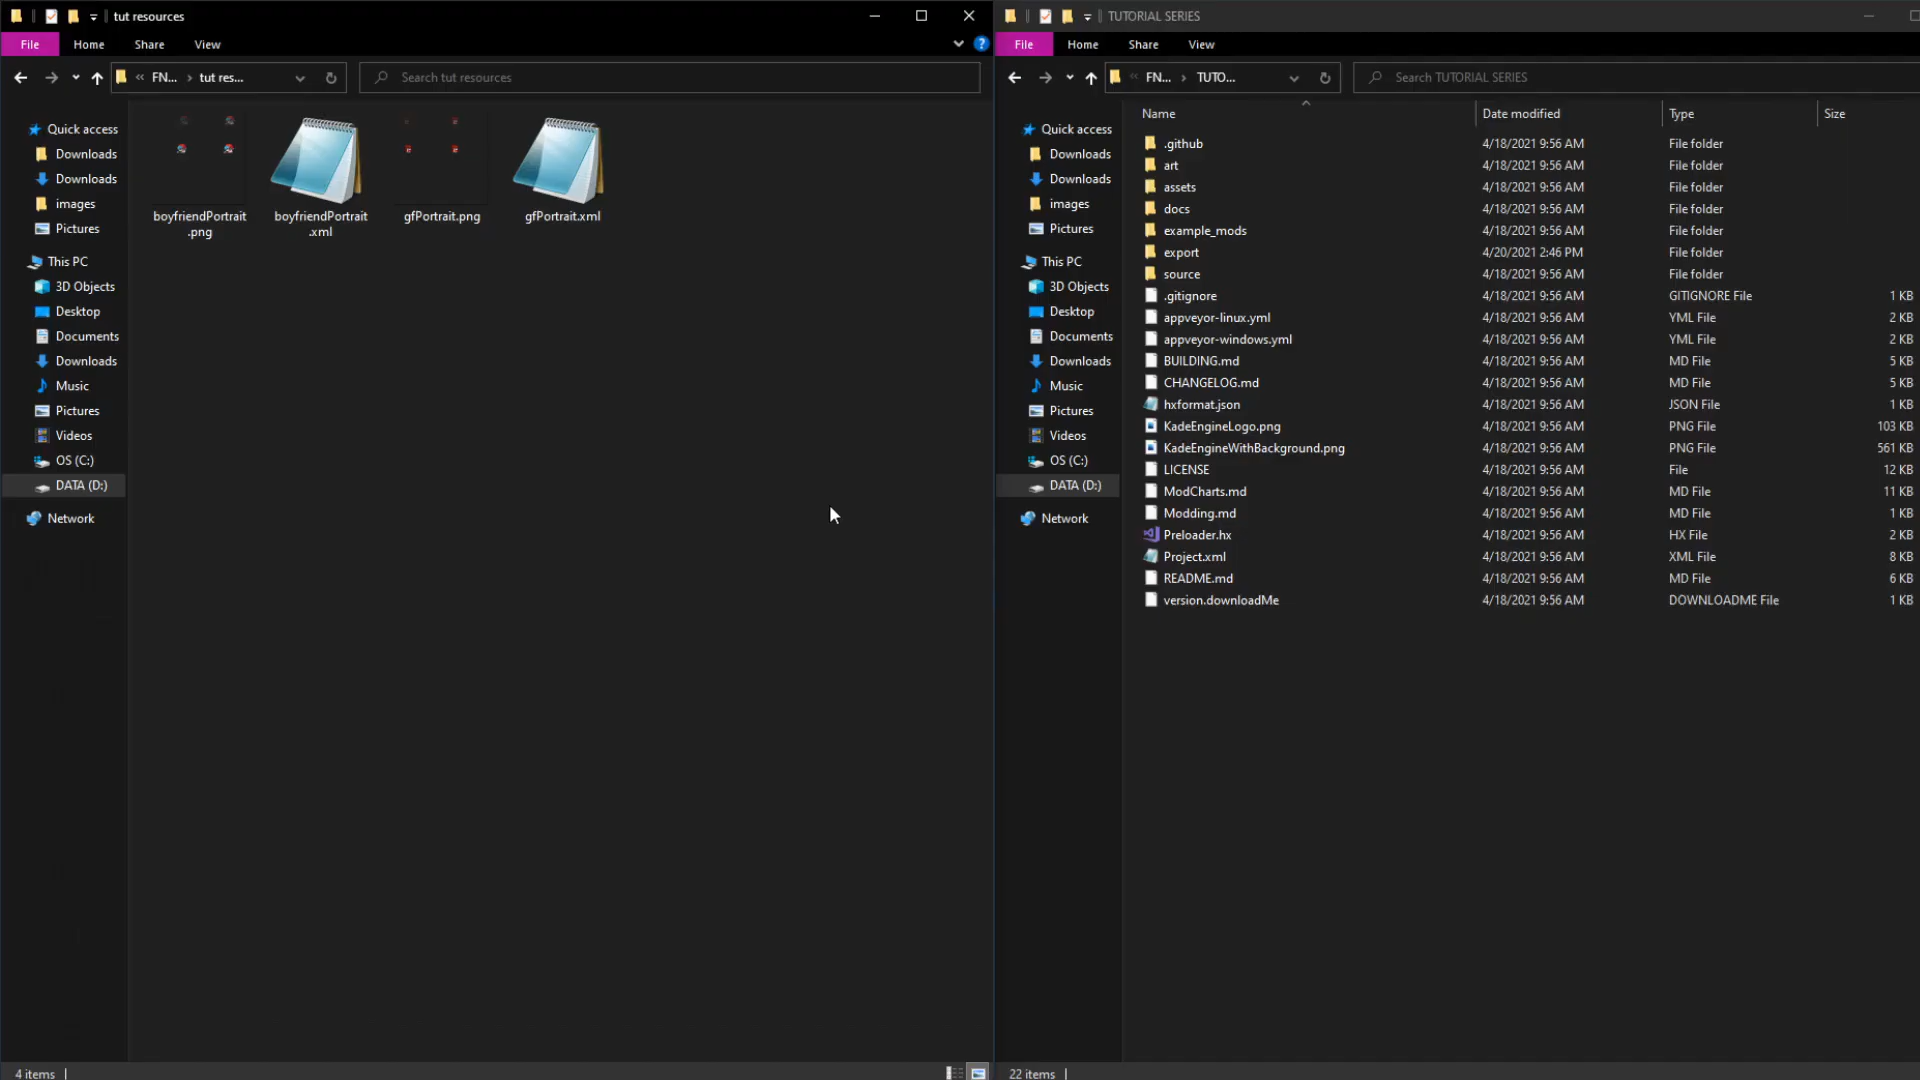 tut resources
File Home Share View
« FN... › tut res...
Search tut resources
Quick access
Downloads
Downloads
images
Pictures
This PC
3D Objects
Desktop
Documents
Downloads
Music
Pictures
Videos
OS (C:)
DATA (D:)
Network
boyfriendPortrait
.png
boyfriendPortrait
.xml
gfPortrait.png
gfPortrait.xml
4 items
TUTORIAL SERIES
File Home Share View
« FN... › TUTO...
Search TUTORIAL SERIES
Quick access
Downloads
Downloads
images
Pictures
This PC
3D Objects
Desktop
Documents
Downloads
Music
Pictures
Videos
OS (C:)
DATA (D:)
Network
Name Date modified Type Size
.github 4/18/2021 9:56 AM File folder
art 4/18/2021 9:56 AM File folder
assets 4/18/2021 9:56 AM File folder
docs 4/18/2021 9:56 AM File folder
example_mods 4/18/2021 9:56 AM File folder
export 4/20/2021 2:46 PM File folder
source 4/18/2021 9:56 AM File folder
.gitignore 4/18/2021 9:56 AM GITIGNORE File 1 KB
appveyor-linux.yml 4/18/2021 9:56 AM YML File 2 KB
appveyor-windows.yml 4/18/2021 9:56 AM YML File 2 KB
BUILDING.md 4/18/2021 9:56 AM MD File 5 KB
CHANGELOG.md 4/18/2021 9:56 AM MD File 5 KB
hxformat.json 4/18/2021 9:56 AM JSON File 1 KB
KadeEngineLogo.png 4/18/2021 9:56 AM PNG File 103 KB
KadeEngineWithBackground.png 4/18/2021 9:56 AM PNG File 561 KB
LICENSE 4/18/2021 9:56 AM File 12 KB
ModCharts.md 4/18/2021 9:56 AM MD File 11 KB
Modding.md 4/18/2021 9:56 AM MD File 1 KB
Preloader.hx 4/18/2021 9:56 AM HX File 2 KB
Project.xml 4/18/2021 9:56 AM XML File 8 KB
README.md 4/18/2021 9:56 AM MD File 6 KB
version.downloadMe 4/18/2021 9:56 AM DOWNLOADME File 1 KB
22 items